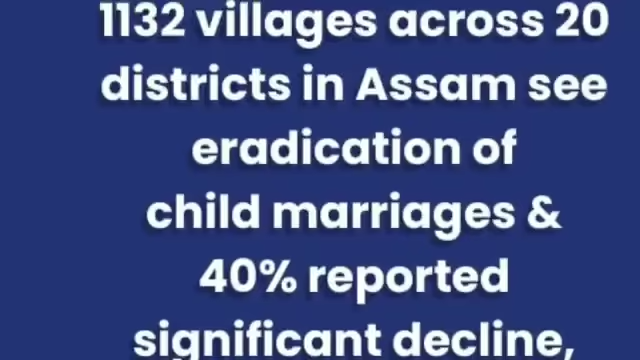 1132 villages across 20
districts in Assam see
eradication of
child marriages &
40% reported
significant decline,